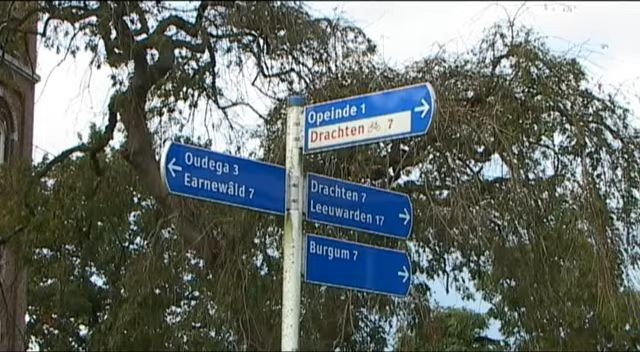 Opeinde 1
Drachten 7
Oudega 3
Earnewâld 7
Drachten 7
Leeuwarden 17
Burgum 7